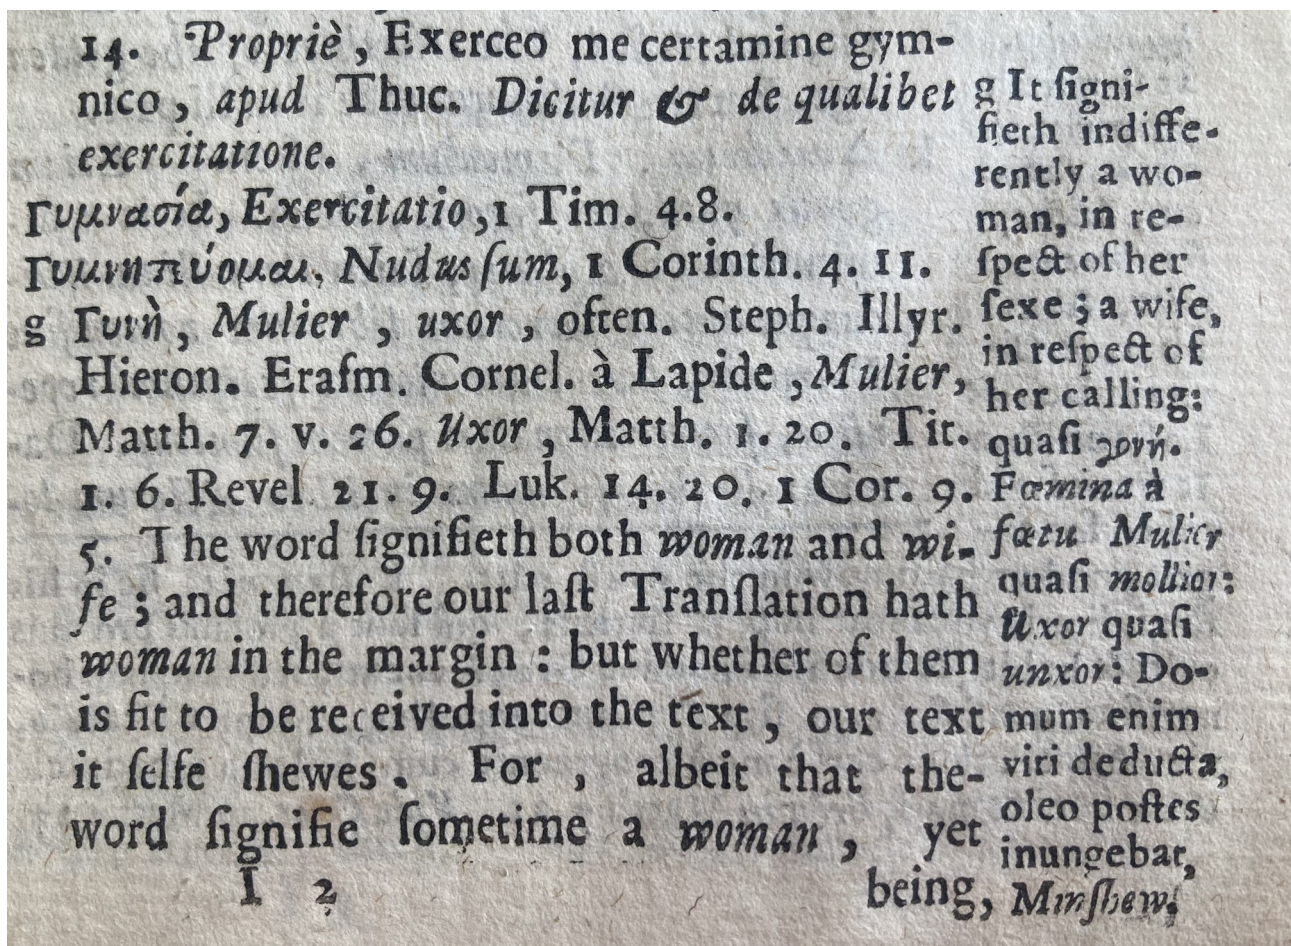 14. Propriè, Exerceo me certamine gym-
nico, apud Thuc. Dicitur & de qualibet
exercitatione.
Γυμνασία, Exercitatio, 1 Tim. 4.8.
Γυμνηπύομαι, Nudus ſum, 1 Corinth. 4. 11.
g Γυνὴ, Mulier, uxor, often. Steph. Illyr.
Hieron. Eraſm. Cornel. à Lapide, Mulier,
Matth. 7. v. 26. Uxor, Matth. 1. 20. Tit.
1. 6. Revel. 21. 9. Luk. 14. 20. 1 Cor. 9.
5. The word ſignifieth both woman and wi-
fe; and therefore our laſt Tranſlation hath
woman in the margin: but whether of them
is fit to be received into the text, our text
it ſelfe ſhewes. For, albeit that the-
word ſignifie ſometime a woman, yet
I 2
being,
g It ſigni-
fieth indiffe-
rently a wo-
man, in re-
ſpect of her
ſexe; a wife,
in reſpect of
her calling:
quaſi γονή.
Fœmina à
fœtu Mulier
quaſi mollior:
Uxor quaſi
unxor: Do-
mum enim
viri deducta,
oleo poſtes
inungebat,
Minſhew.